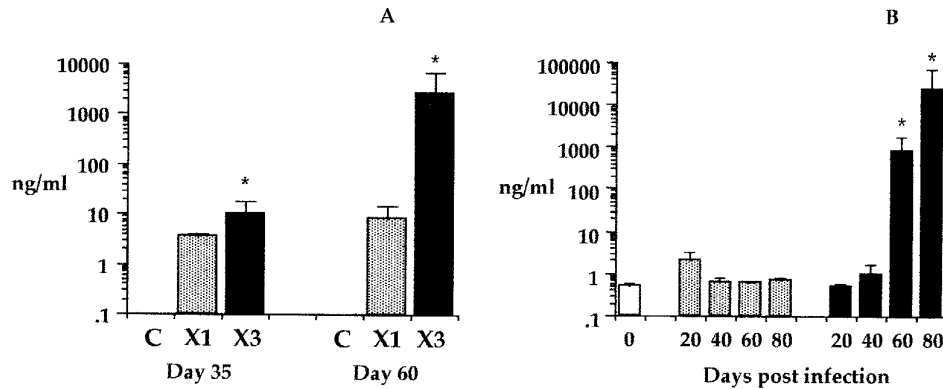 A
B
*
10000
1000
100
10
1
.1
ng/ml
*
*
C X1 X3 C X1 X3
Day 35 Day 60
100000
10000
1000
100
10
1
.1
ng/ml
*
*
0 20 40 60 80 20 40 60 80
Days post infection